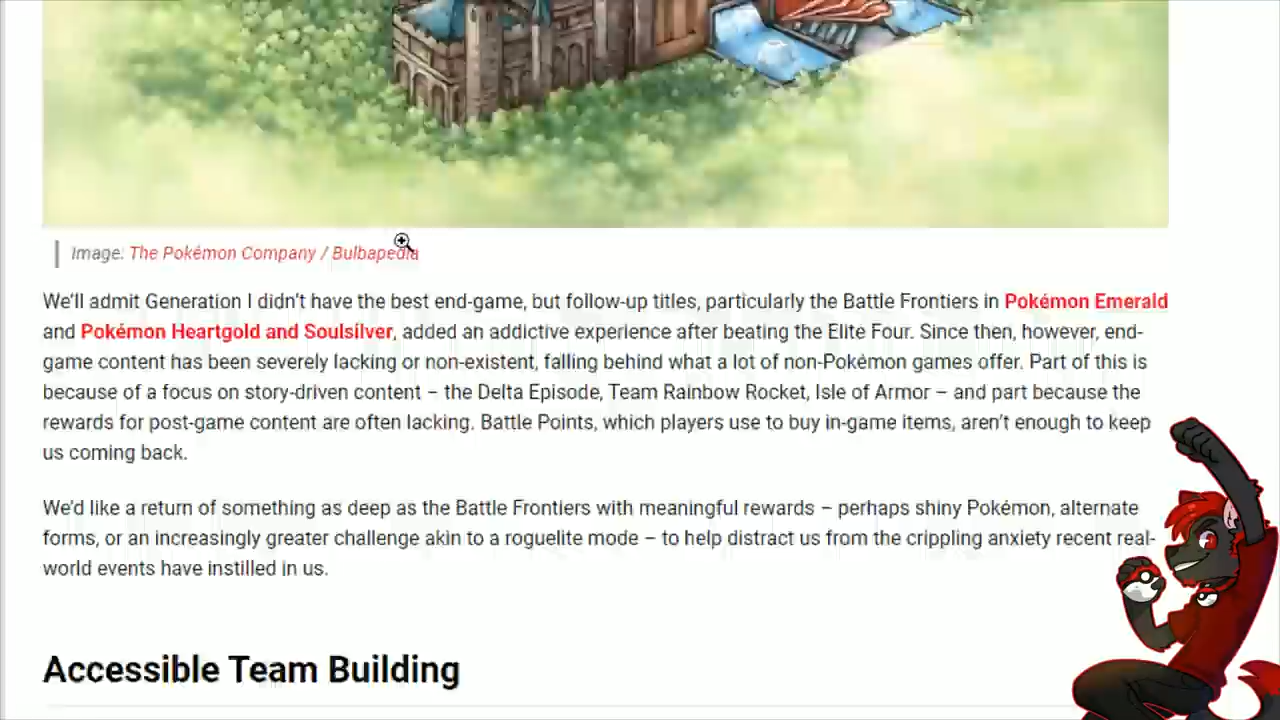 Image: The Pokémon Company / Bulbapedia
We'll admit Generation I didn't have the best end-game, but follow-up titles, particularly the Battle Frontiers in Pokémon Emerald
and Pokémon Heartgold and Soulsilver, added an addictive experience after beating the Elite Four. Since then, however, end-
game content has been severely lacking or non-existent, falling behind what a lot of non-Pokémon games offer. Part of this is
because of a focus on story-driven content – the Delta Episode, Team Rainbow Rocket, Isle of Armor – and part because the
rewards for post-game content are often lacking. Battle Points, which players use to buy in-game items, aren't enough to keep
us coming back.
We'd like a return of something as deep as the Battle Frontiers with meaningful rewards – perhaps shiny Pokémon, alternate
forms, or an increasingly greater challenge akin to a roguelite mode – to help distract us from the crippling anxiety recent real-
world events have instilled in us.
Accessible Team Building